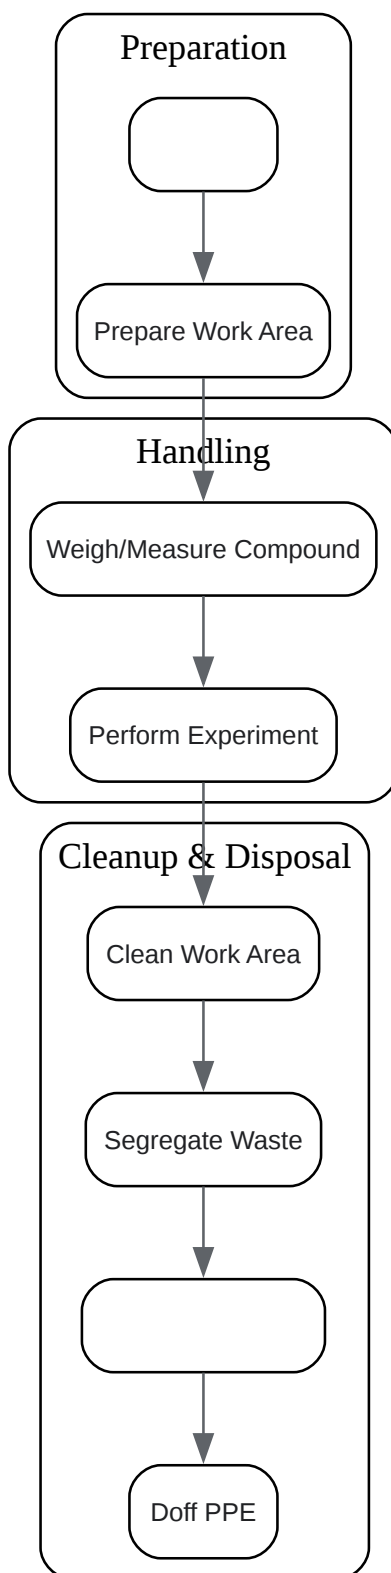 Preparation
Prepare Work Area
Handling
Weigh/Measure Compound
Perform Experiment
Cleanup & Disposal
Clean Work Area
Segregate Waste
Doff PPE